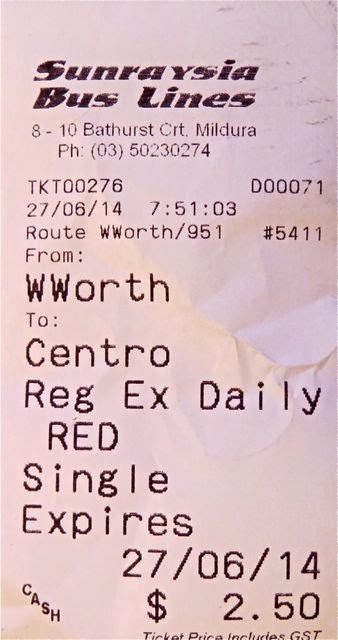 Sunraysia
Bus Lines
8 - 10 Bathurst Crt, Mildura
Ph: (03) 50230274
TKT00276 D00071
27/06/14 7:51:03
Route WWorth/951 #5411
From:
WWorth
To:
Centro
Reg Ex Daily
RED
Single
Expires
27/06/14
CASH $ 2.50
Ticket Price Includes GST